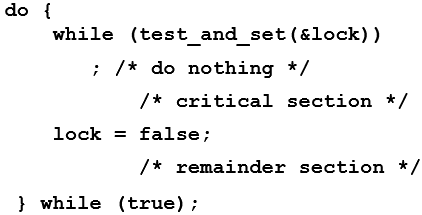 do {
while (test_and_set(&lock))
; /* do nothing */
/* critical section */
lock = false;
/* remainder section */
} while (true);